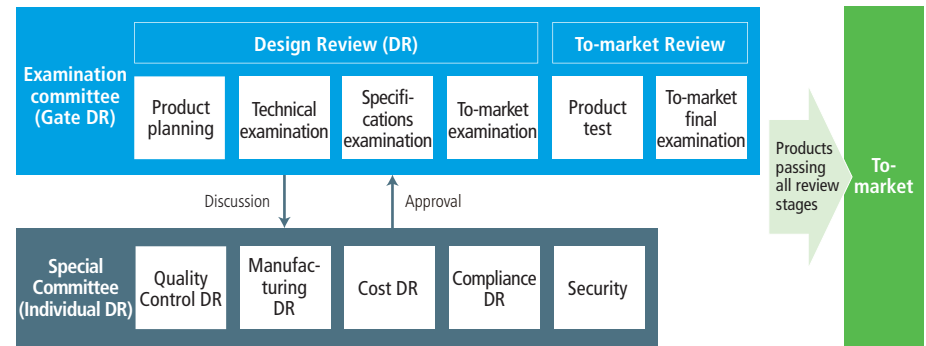 Design Review (DR)
To-market Review
Examination
committee
(Gate DR)
Product
planning
Technical
examination
Specifi-
cations
examination
To-market
examination
Product
test
To-market
final
examination
Products
passing
all review
stages
To-
market
Discussion
Approval
Special
Committee
(Individual DR)
Quality
Control DR
Manufac-
turing
DR
Cost DR
Compliance
DR
Security